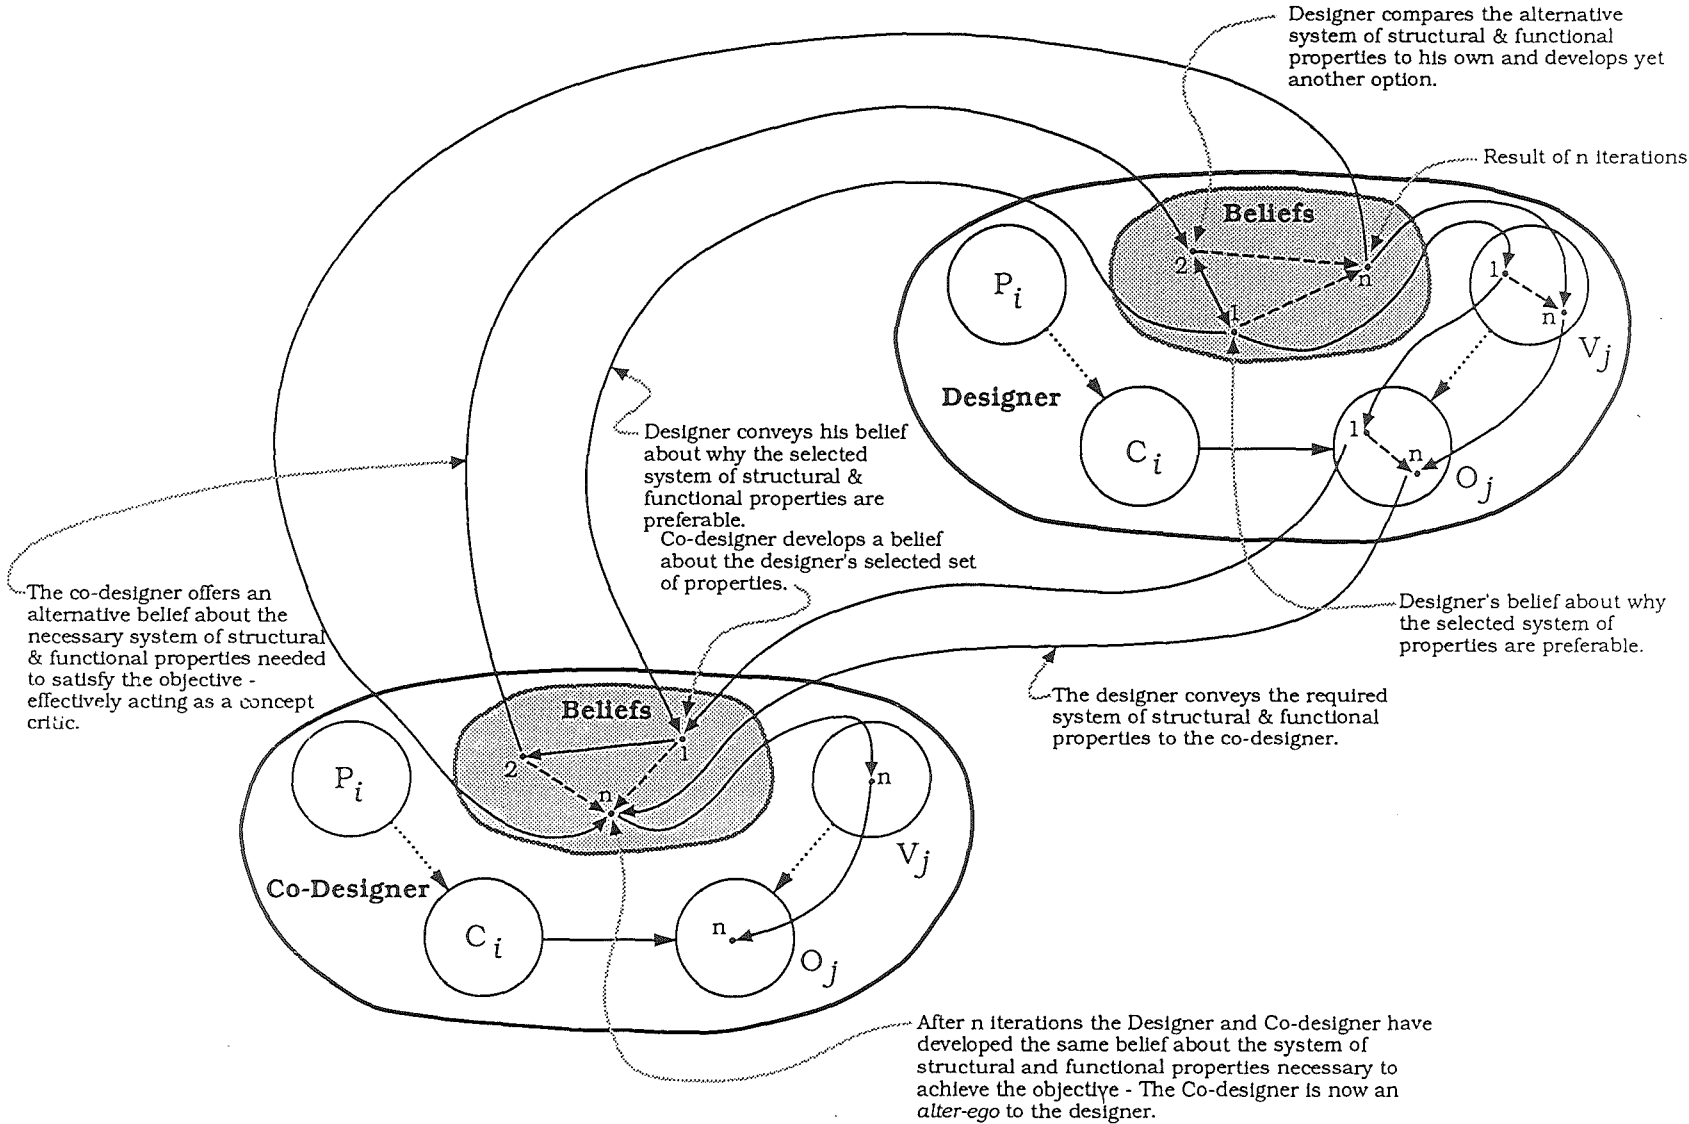 Designer compares the alternative
system of structural & functional
properties to his own and develops yet
another option.
Result of n iterations
Beliefs
2
n
1
P i
1
n
V j
Designer
C i
1
n
O j
Designer conveys his belief
about why the selected
system of structural &
functional properties are
preferable.
Co-designer develops a belief
about the designer's selected set
of properties.
The co-designer offers an
alternative belief about the
necessary system of structural
& functional properties needed
to satisfy the objective -
effectively acting as a concept
critic.
Designer's belief about why
the selected system of
properties are preferable.
The designer conveys the required
system of structural & functional
properties to the co-designer.
Beliefs
1
2
n
P i
n
V j
Co-Designer
C i
n
O j
After n iterations the Designer and Co-designer have
developed the same belief about the system of
structural and functional properties necessary to
achieve the objective - The Co-designer is now an
alter-ego to the designer.